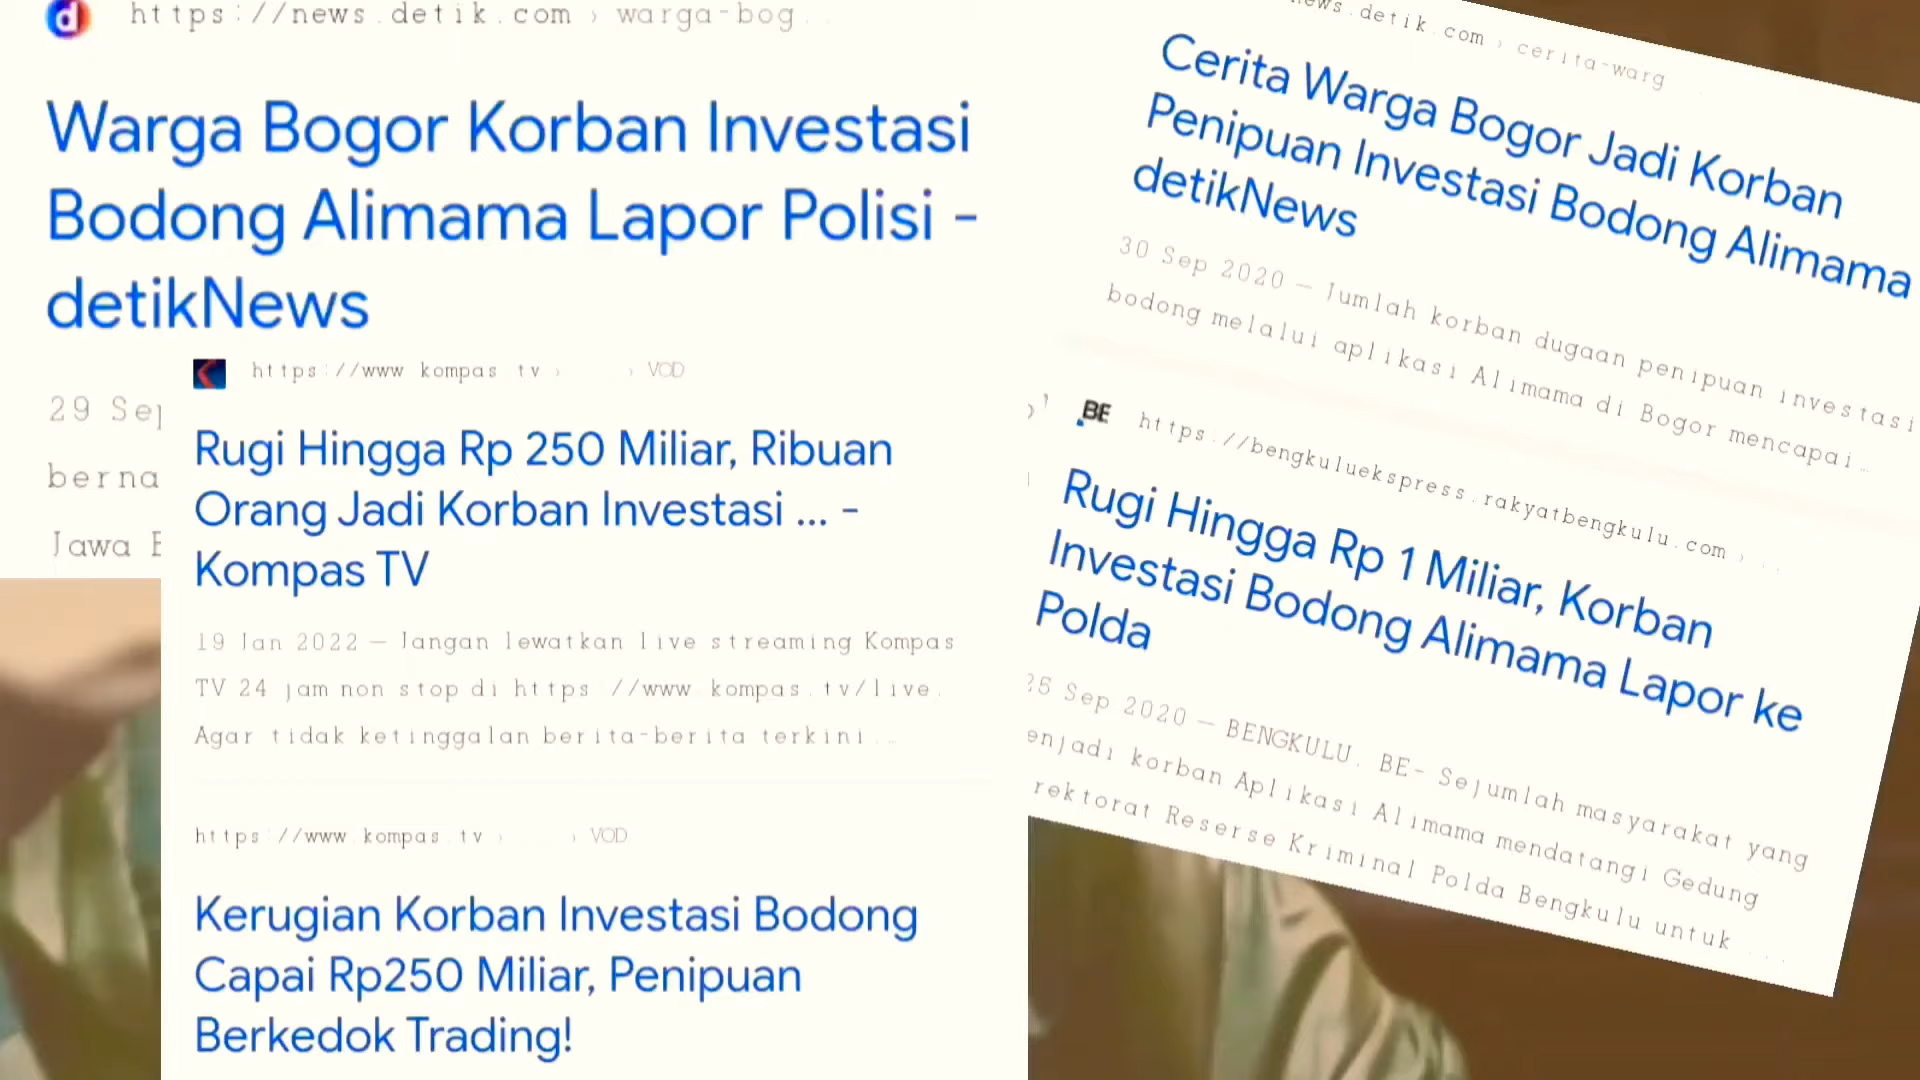 https://news.detik.com › warga-bog...
Warga Bogor Korban Investasi
Bodong Alimama Lapor Polisi -
detikNews
29 Sep
berna
Jawa
https://www.kompas.tv › › VOD
Rugi Hingga Rp 250 Miliar, Ribuan
Orang Jadi Korban Investasi ... -
Kompas TV
19 Jan 2022 — Jangan lewatkan live streaming Kompas
TV 24 jam non stop di https://www.kompas.tv/live.
Agar tidak ketinggalan berita-berita terkini ...
https://www.kompas.tv › › VOD
Kerugian Korban Investasi Bodong
Capai Rp250 Miliar, Penipuan
Berkedok Trading!
news.detik.com › cerita-warg
Cerita Warga Bogor Jadi Korban
Penipuan Investasi Bodong Alimama
detikNews
30 Sep 2020 — Jumlah korban dugaan penipuan investasi
bodong melalui aplikasi Alimama di Bogor mencapai...
BE https://bengkuluekspress.rakyatbengkulu.com › ...
Rugi Hingga Rp 1 Miliar, Korban
Investasi Bodong Alimama Lapor ke
Polda
25 Sep 2020 — BENGKULU, BE- Sejumlah masyarakat yang
enjadi korban Aplikasi Alimama mendatangi Gedung
rektorat Reserse Kriminal Polda Bengkulu untuk ...